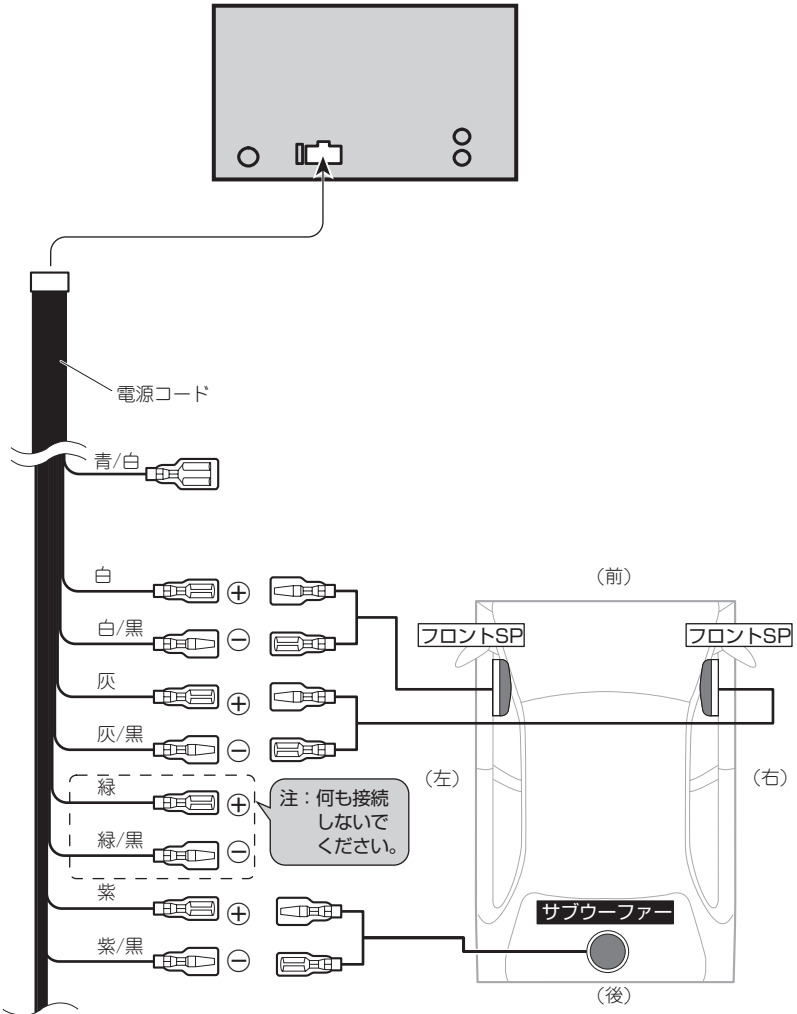 電源コード
青/白
白
⊕
(前)
白/黒
⊖
フロントSP
フロントSP
灰
⊕
灰/黒
⊖
(左)
(右)
緑
⊕
注：何も接続
しないで
ください。
緑/黒
⊖
紫
⊕
サブウーファー
紫/黒
⊖
(後)